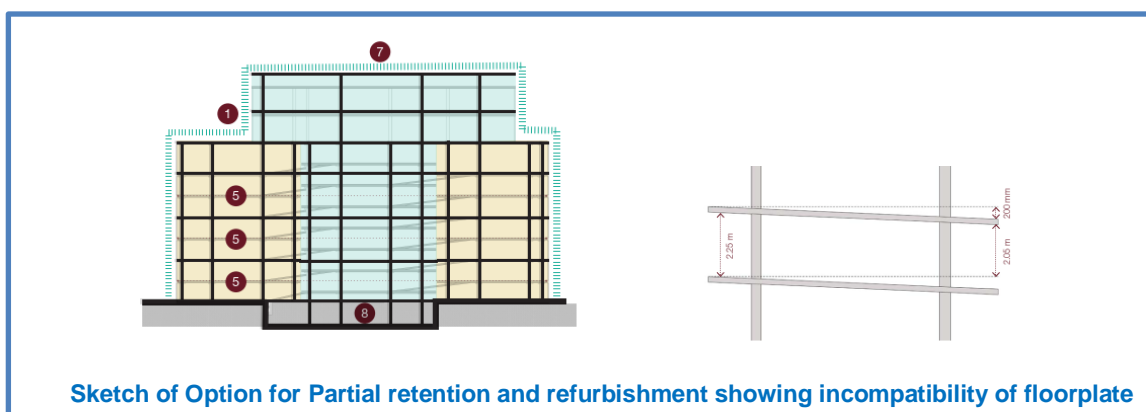 7
1
5
5
5
8
200 mm
2.25 m
2.05 m
Sketch of Option for Partial retention and refurbishment showing incompatibility of floorplate